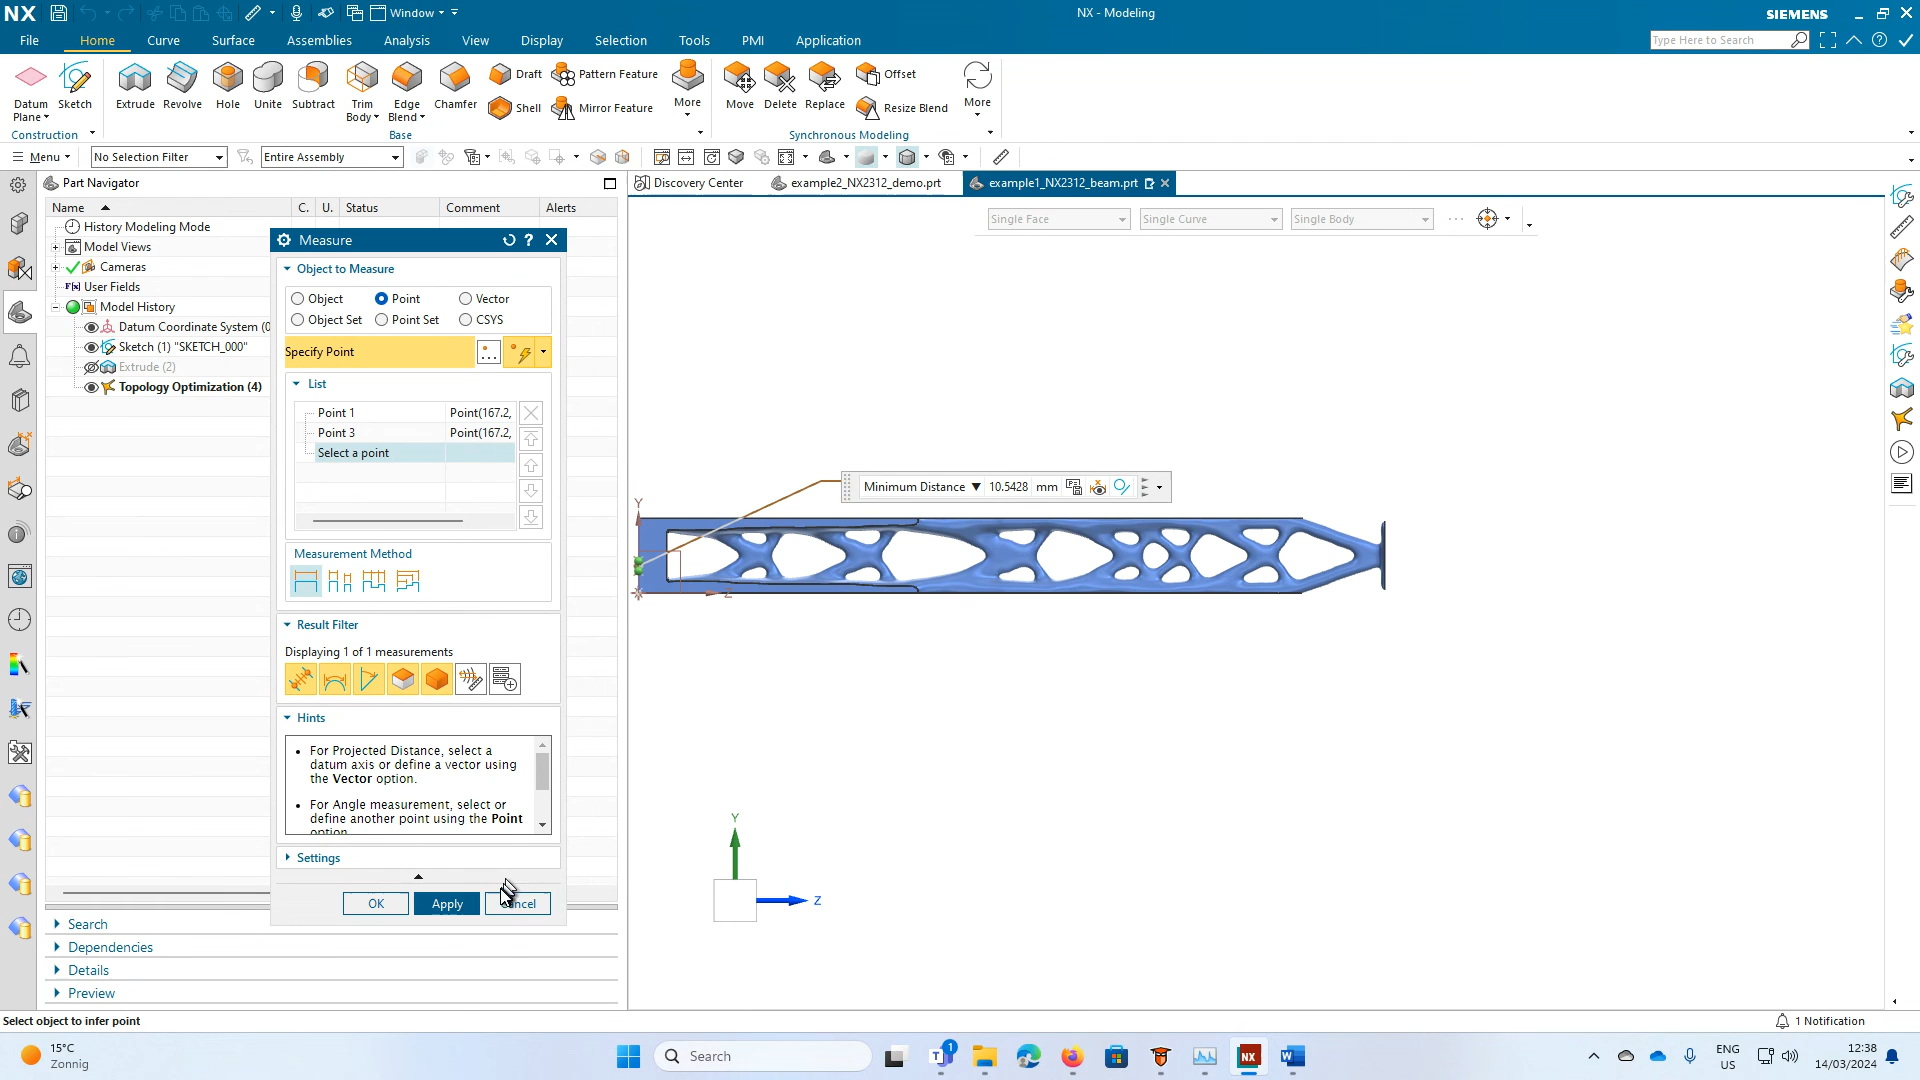 NX
Window
NX - Modeling
SIEMENS
File
Home
Curve
Surface
Assemblies
Analysis
View
Display
Selection
Tools
PMI
Application
Type Here to Search
Datum Plane
Sketch
Extrude
Revolve
Hole
Unite
Subtract
Trim Body
Edge Blend
Chamfer
Draft
Shell
Pattern Feature
Mirror Feature
More
Move
Delete
Replace
Offset
Resize Blend
More
Construction
Base
Synchronous Modeling
Menu
No Selection Filter
Entire Assembly
Part Navigator
Discovery Center
example2_NX2312_demo.prt
example1_NX2312_beam.prt
Name
C.
U.
Status
Comment
Alerts
Single Face
Single Curve
Single Body
History Modeling Mode
Model Views
Cameras
User Fields
Model History
Datum Coordinate System (0
Sketch (1) "SKETCH_000"
Extrude (2)
Topology Optimization (4)
Measure
Object to Measure
Object
Point
Vector
Object Set
Point Set
CSYS
Specify Point
List
Point 1
Point(167.2,
Point 3
Point(167.2,
Select a point
Measurement Method
Result Filter
Displaying 1 of 1 measurements
Hints
• For Projected Distance, select a
datum axis or define a vector using
the Vector option.
• For Angle measurement, select or
define another point using the Point
option
Settings
OK
Apply
Minimum Distance
10.5428
mm
Y
Z
Y
Z
Search
Dependencies
Details
Preview
Select object to infer point
1 Notification
15°C
Zonnig
Search
1
NX
ENG
US
12:38
14/03/2024